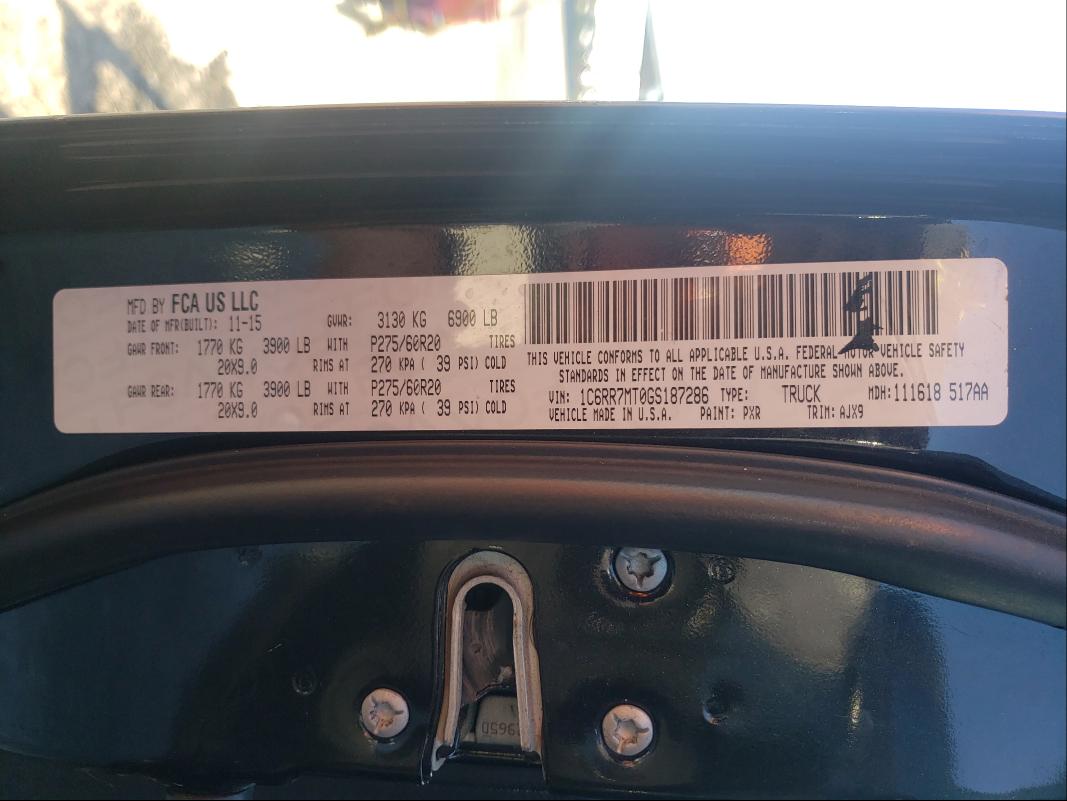 MFD BY FCA US LLC
DATE OF MFR(BUILT): 11-15 GVWR: 3130 KG 6900 LB
GAWR FRONT: 1770 KG 3900 LB WITH P275/60R20 TIRES
20X9.0 RIMS AT 270 KPA ( 39 PSI) COLD
GAWR REAR: 1770 KG 3900 LB WITH P275/60R20 TIRES
20X9.0 RIMS AT 270 KPA ( 39 PSI) COLD
THIS VEHICLE CONFORMS TO ALL APPLICABLE U.S.A. FEDERAL MOTOR VEHICLE SAFETY
STANDARDS IN EFFECT ON THE DATE OF MANUFACTURE SHOWN ABOVE.
VIN: 1C6RR7MT0GS187286 TYPE: TRUCK MDH: 111618 517AA
VEHICLE MADE IN U.S.A. PAINT: PXR TRIM: AJX9